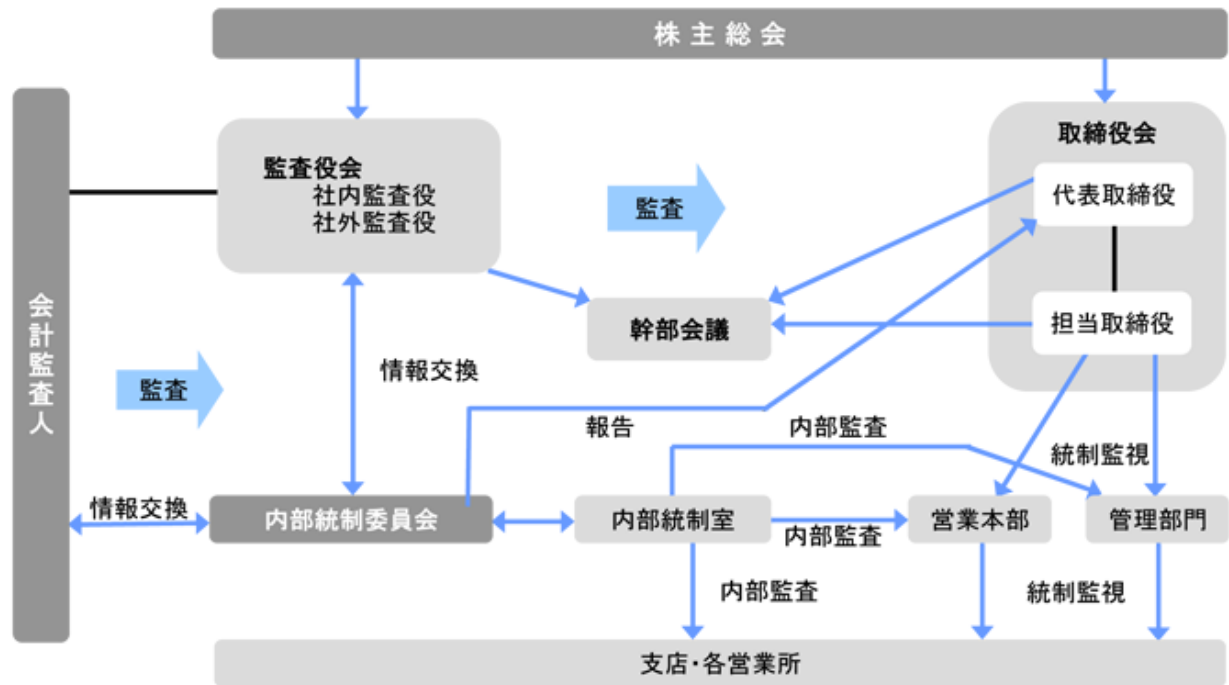 株主総会
会計監査人
監査役会
社内監査役
社外監査役
監査
取締役会
代表取締役
担当取締役
幹部会議
監査
情報交換
報告
内部監査
統制監視
情報交換
内部統制委員会
内部統制室
内部監査
営業本部
管理部門
内部監査
統制監視
支店・各営業所